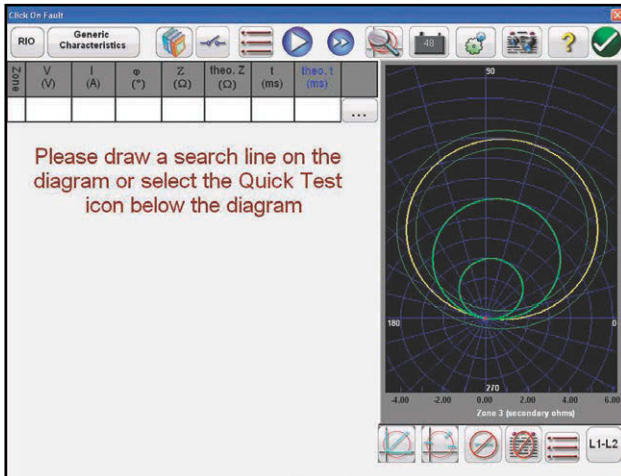 Click On Fault
RIO
Generic
Characteristics
48
?
Zone
V
(V)
I
(A)
φ
(°)
Z
(Ω)
theo. Z
(Ω)
t
(ms)
theo. t
(ms)
...
Please draw a search line on the
diagram or select the Quick Test
icon below the diagram
90
180
0
270
-4.00 -2.00 0.00 2.00 4.00 6.00
Zone 3 (secondary ohms)
L1-L2